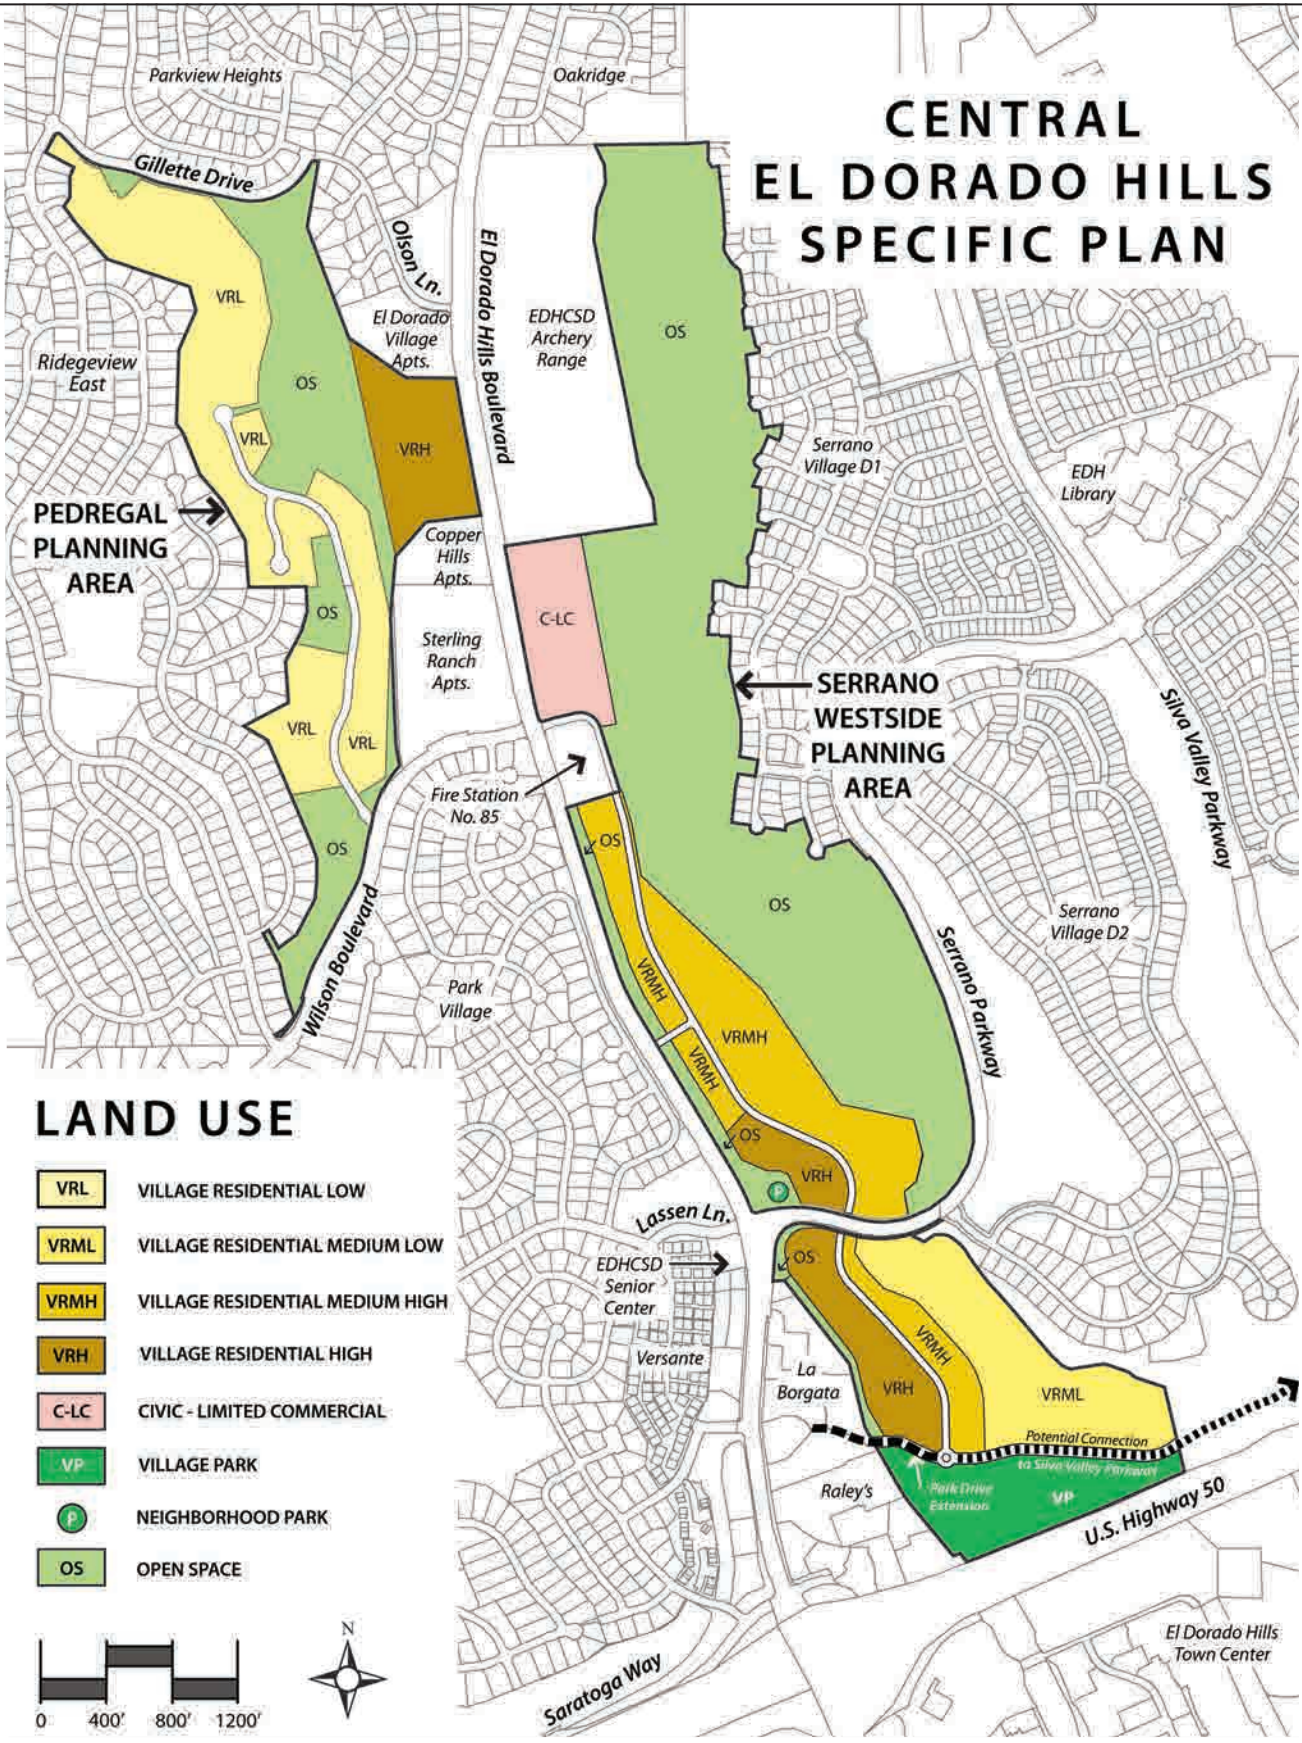 CENTRAL
EL DORADO HILLS
SPECIFIC PLAN
Parkview Heights
Oakridge
Gillette Drive
Olson Ln.
El Dorado Hills Boulevard
VRL
El Dorado
Village
Apts.
EDHCSD
Archery
Range
OS
Ridegeview
East
OS
VRL
VRH
Serrano
Village D1
EDH
Library
PEDREGAL
PLANNING
AREA
Copper
Hills
Apts.
OS
C-LC
Sterling
Ranch
Apts.
SERRANO
WESTSIDE
PLANNING
AREA
Silva Valley Parkway
VRL
VRL
Fire Station
No. 85
OS
OS
OS
Wilson Boulevard
Serrano
Village D2
Serrano Parkway
Park
Village
VRMH
VRMH
VRMH
OS
VRH
P
Lassen Ln.
EDHCSD
Senior
Center
OS
Versante
La
Borgata
VRMH
VRH
VRML
Potential Connection
to Silva Valley Parkway
Raley's
Park Drive
Extension
VP
U.S. Highway 50
El Dorado Hills
Town Center
Saratoga Way
LAND USE
VRL VILLAGE RESIDENTIAL LOW
VRML VILLAGE RESIDENTIAL MEDIUM LOW
VRMH VILLAGE RESIDENTIAL MEDIUM HIGH
VRH VILLAGE RESIDENTIAL HIGH
C-LC CIVIC - LIMITED COMMERCIAL
VP VILLAGE PARK
P NEIGHBORHOOD PARK
OS OPEN SPACE
N
0 400' 800' 1200'